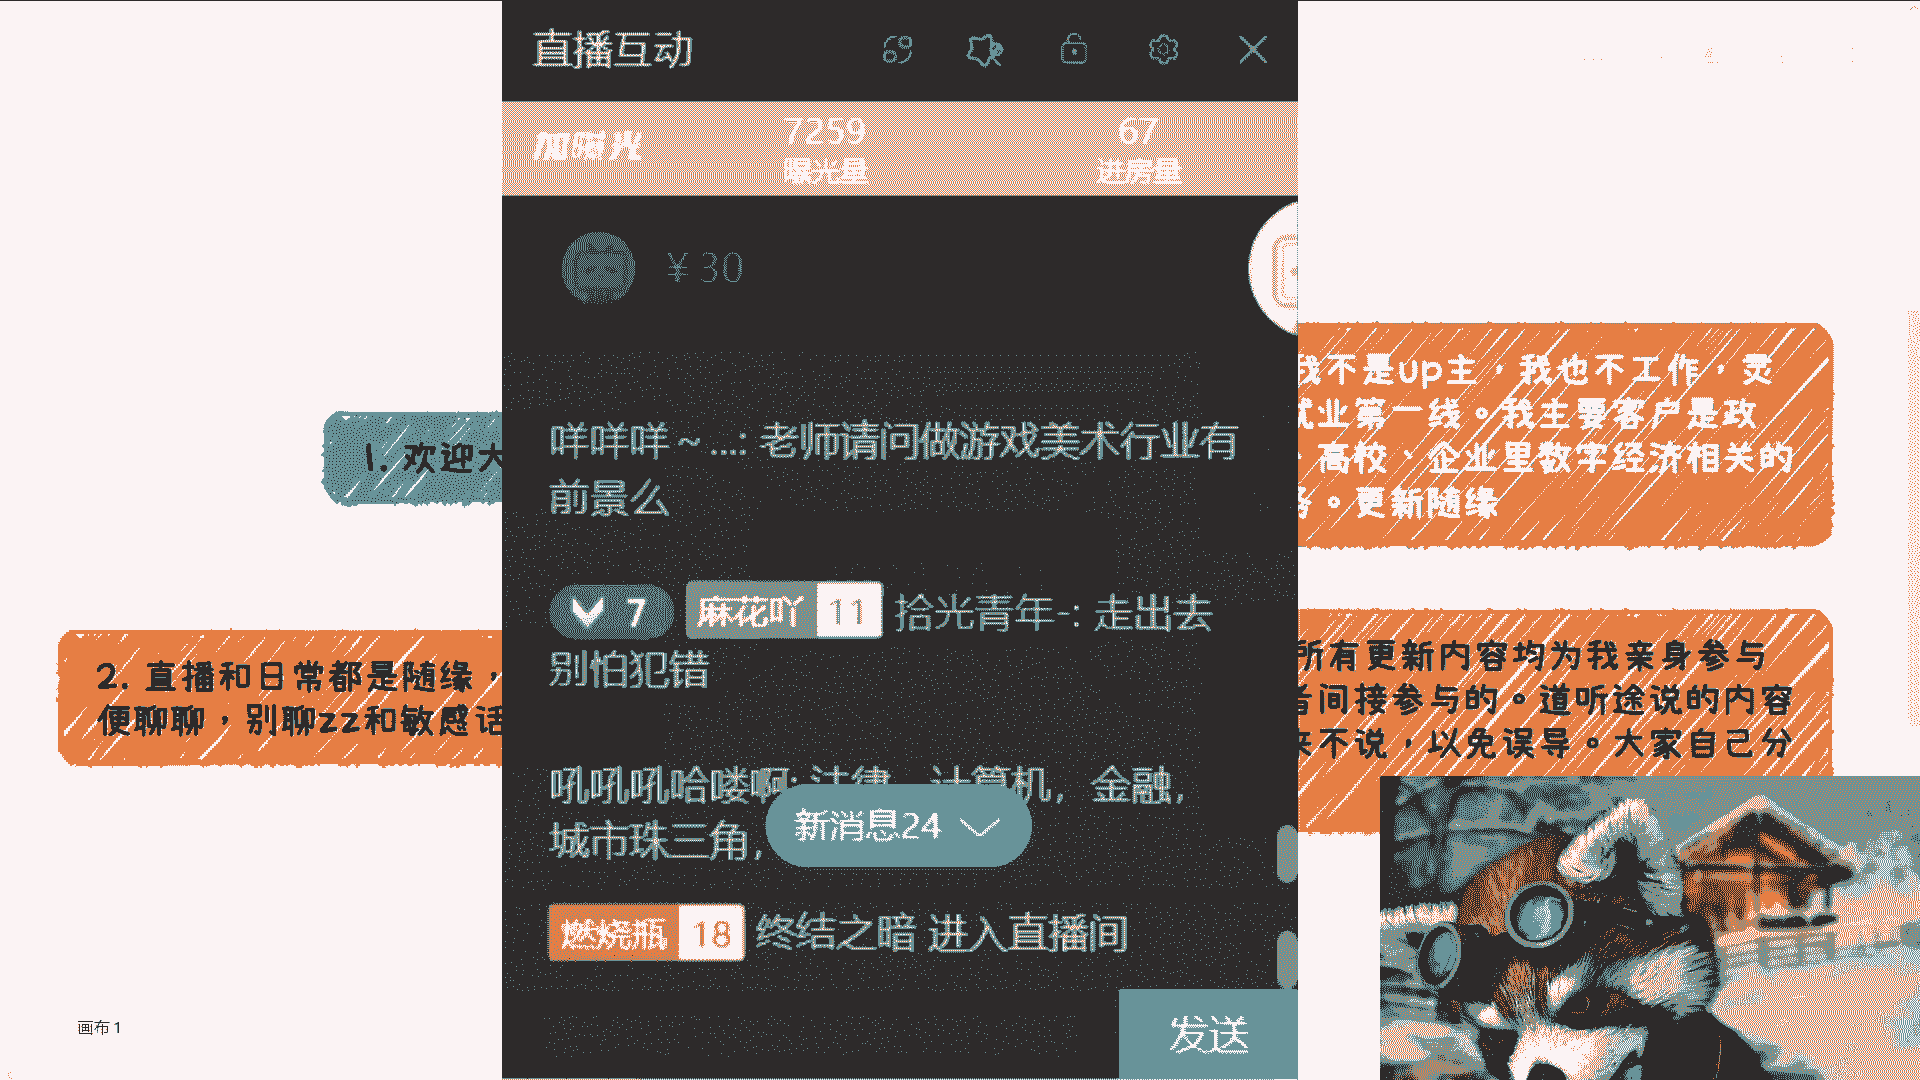 直播互动
加曝光
7259
曝光量
67
进房量
¥30
咩咩咩～...: 老师请问做游戏美术行业有
前景么
7 麻花吖 11 拾光青年-: 走出去
别怕犯错
吼吼吼哈喽啊: 法律，计算机，金融，
城市珠三角，
新消息24
燃烧瓶 18 终结之暗 进入直播间
发送
1. 欢迎大
2. 直播和日常都是随缘，
便聊聊，别聊zz和敏感话
我不是up主，我也不工作，灵
就业第一线。我主要客户是政
、高校、企业里数字经济相关的
务。更新随缘
所有更新内容均为我亲身参与
者间接参与的。道听途说的内容
来不说，以免误导。大家自己分
画布 1